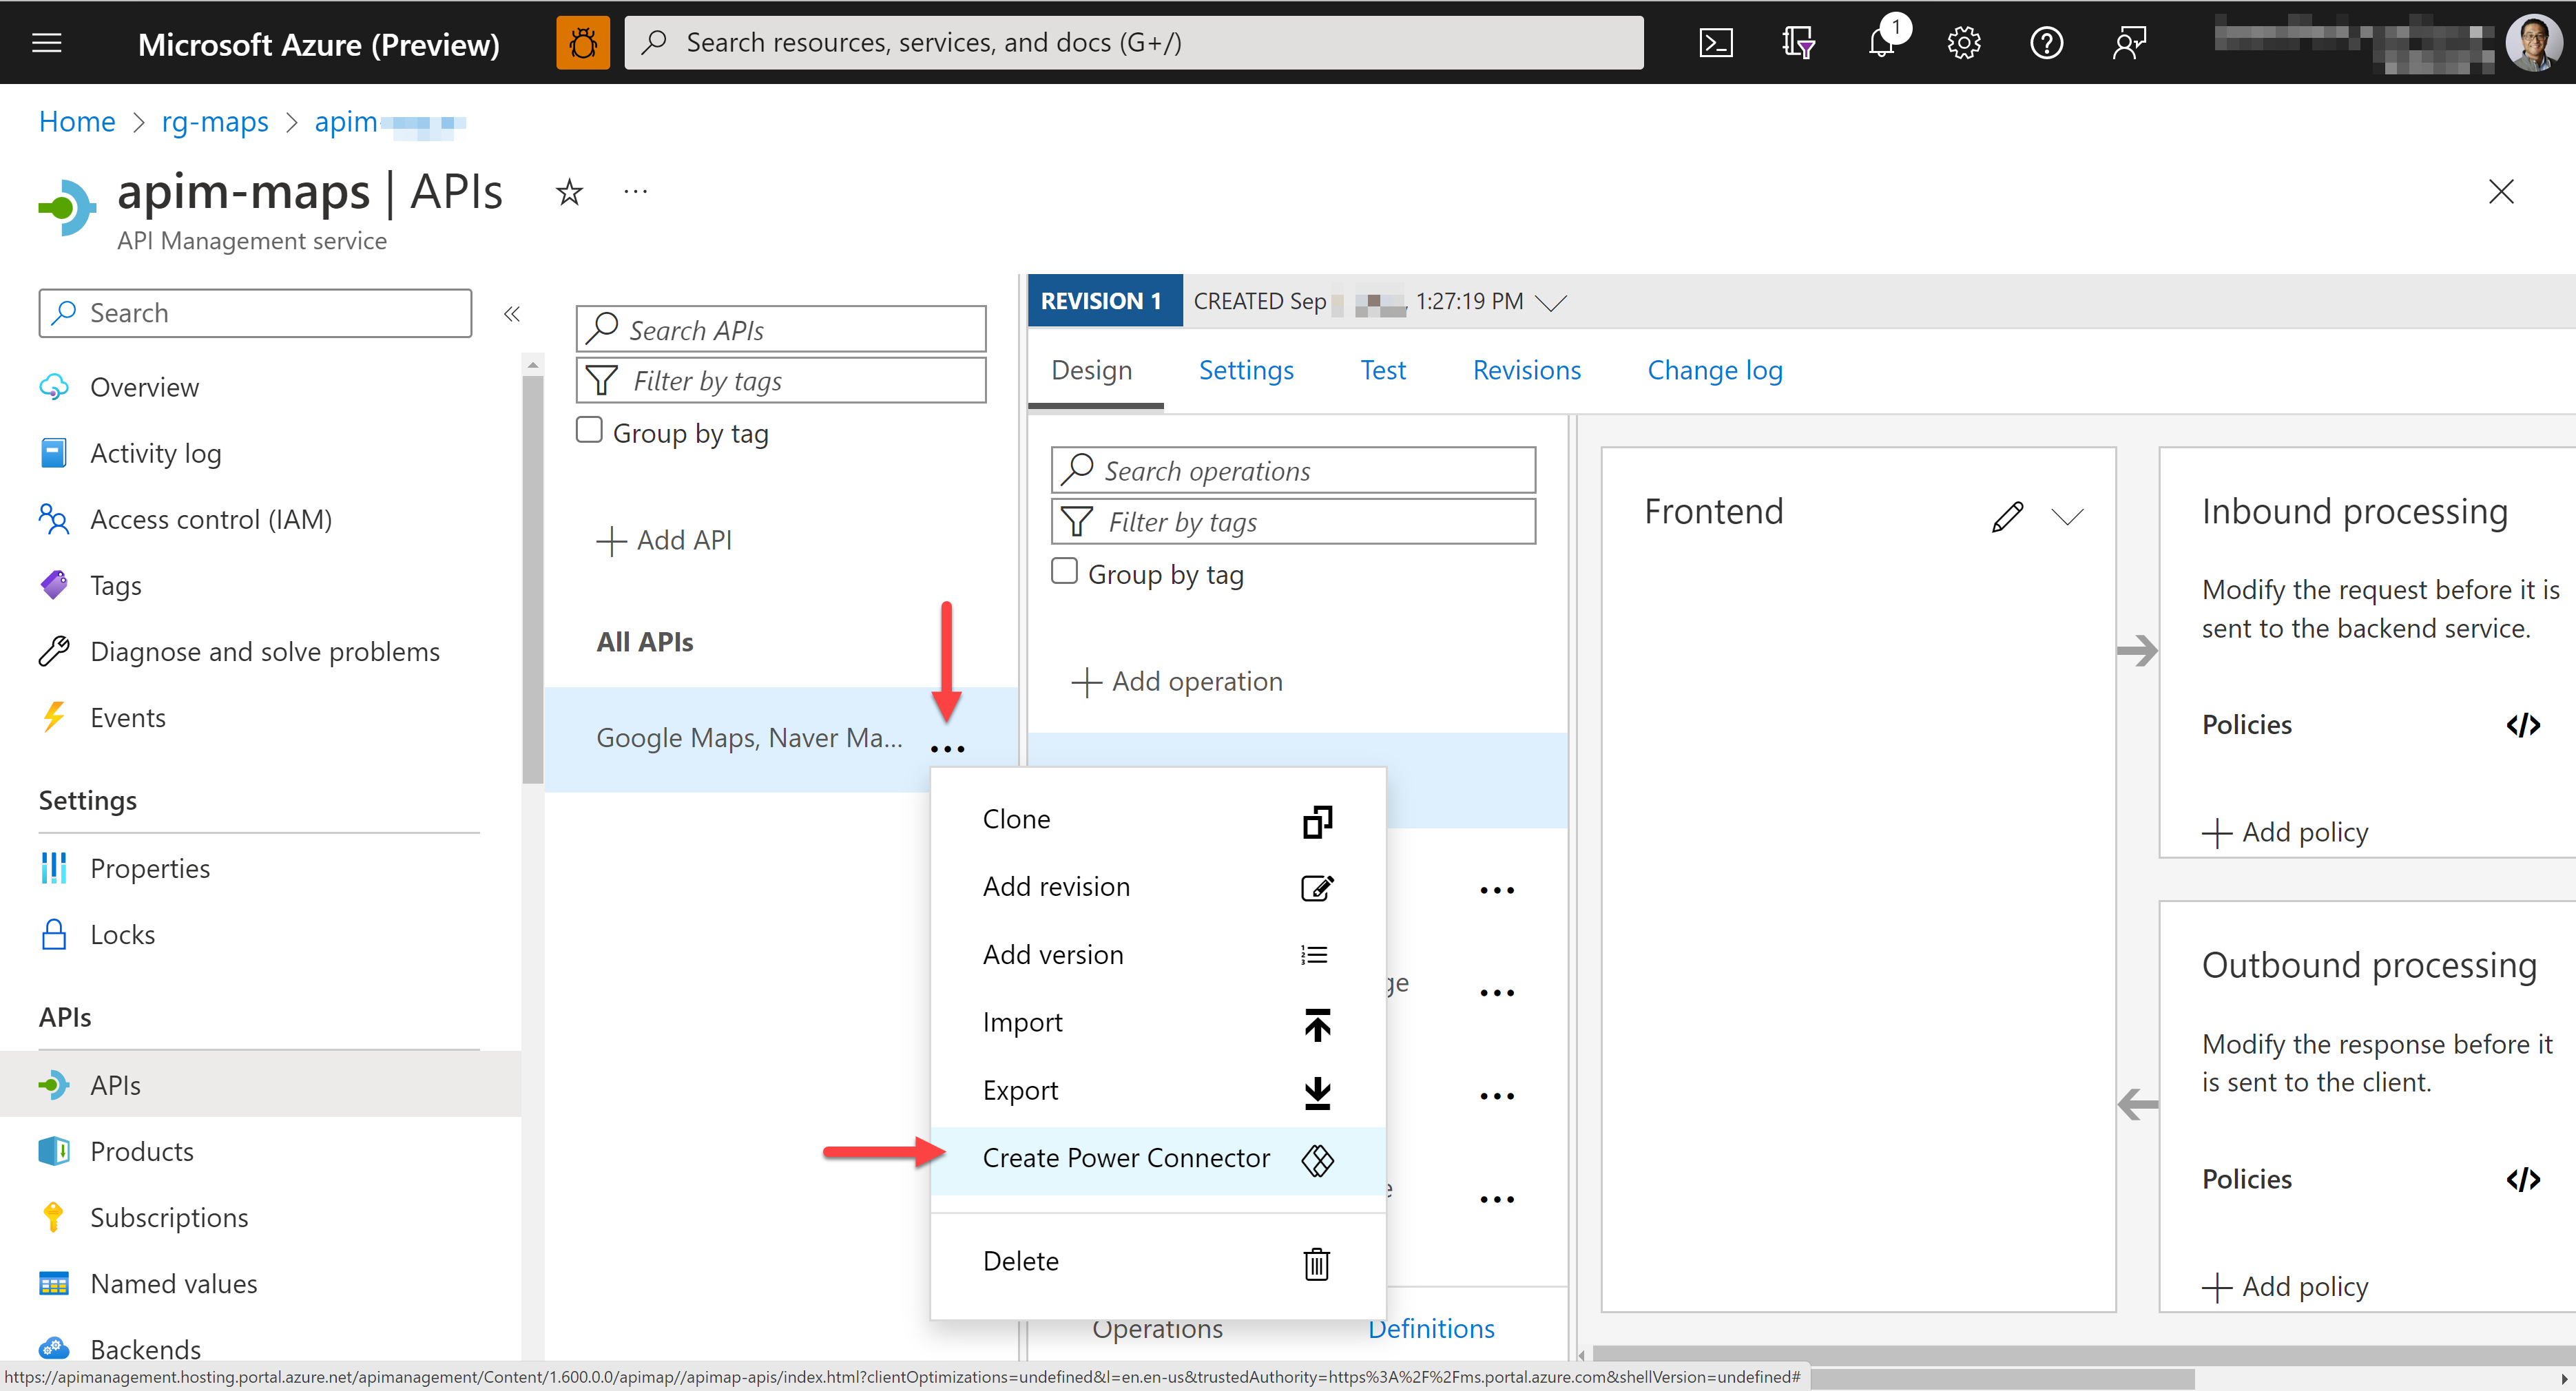 Microsoft Azure (Preview)
Search resources, services, and docs (G+/)
1
Home > rg-maps > apim-
apim-maps | APIs
API Management service
Search
Overview
Activity log
Access control (IAM)
Tags
Diagnose and solve problems
Events
Settings
Properties
Locks
APIs
APIs
Products
Subscriptions
Named values
Backends
Search APIs
Filter by tags
Group by tag
Add API
All APIs
Google Maps, Naver Ma...
Clone
Add revision
Add version
Import
Export
Create Power Connector
Delete
REVISION 1
CREATED Sep 1:27:19 PM
Design
Settings
Test
Revisions
Change log
Search operations
Filter by tags
Group by tag
Add operation
ge
e
Operations
Definitions
Frontend
Inbound processing
Modify the request before it is
sent to the backend service.
Policies
</>
Add policy
Outbound processing
Modify the response before it
is sent to the client.
Policies
</>
Add policy
https://apimanagement.hosting.portal.azure.net/apimanagement/Content/1.600.0.0/apimap//apimap-apis/index.html?clientOptimizations=undefined&l=en.en-us&trustedAuthority=https%3A%2F%2Fms.portal.azure.com&shellVersion=undefined#